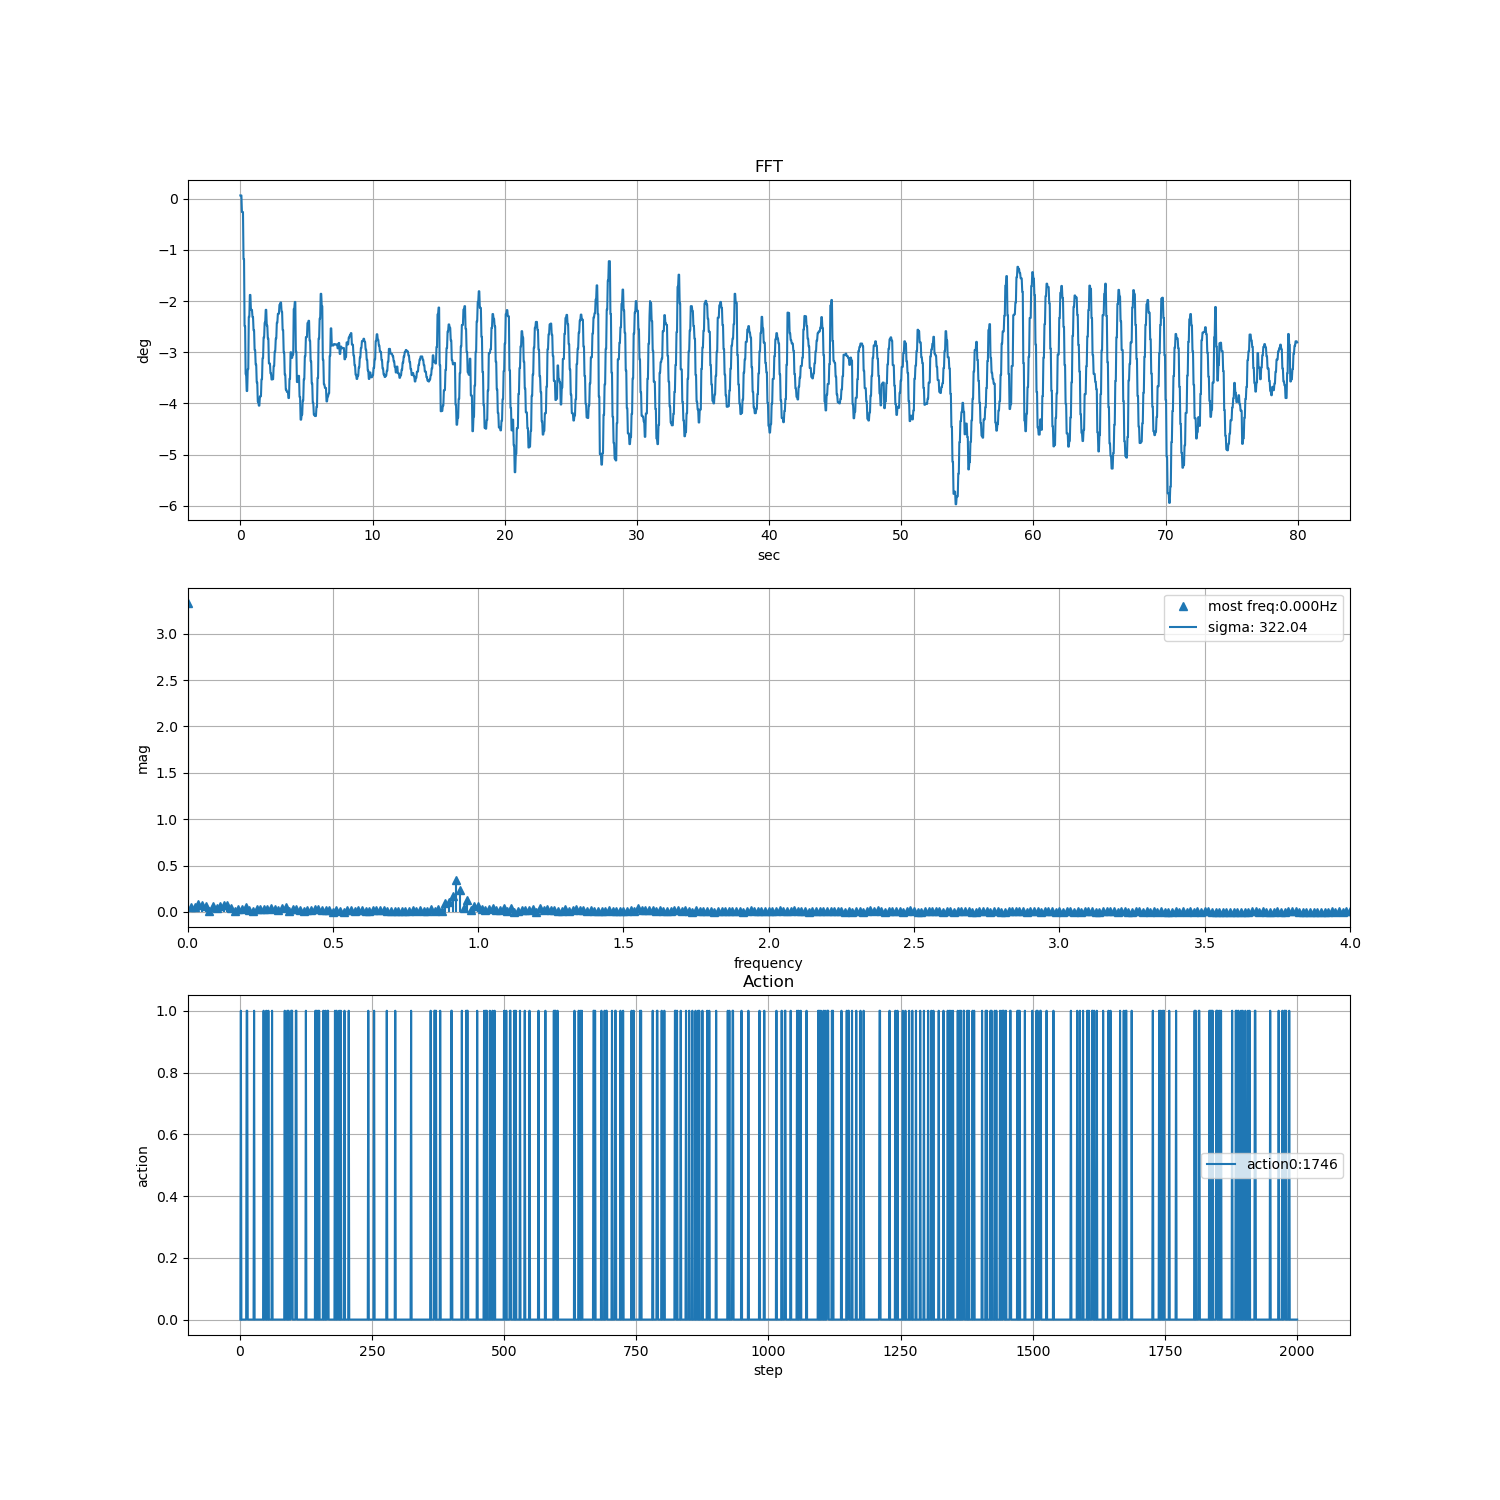 FFT
0
−1
−2
−3
−4
−5
−6
deg
0 10 20 30 40 50 60 70 80
sec
most freq:0.000Hz
sigma: 322.04
3.0
2.5
2.0
1.5
1.0
0.5
0.0
mag
0.0 0.5 1.0 1.5 2.0 2.5 3.0 3.5 4.0
frequency
Action
1.0
0.8
0.6
0.4
0.2
0.0
action
action0:1746
0 250 500 750 1000 1250 1500 1750 2000
step